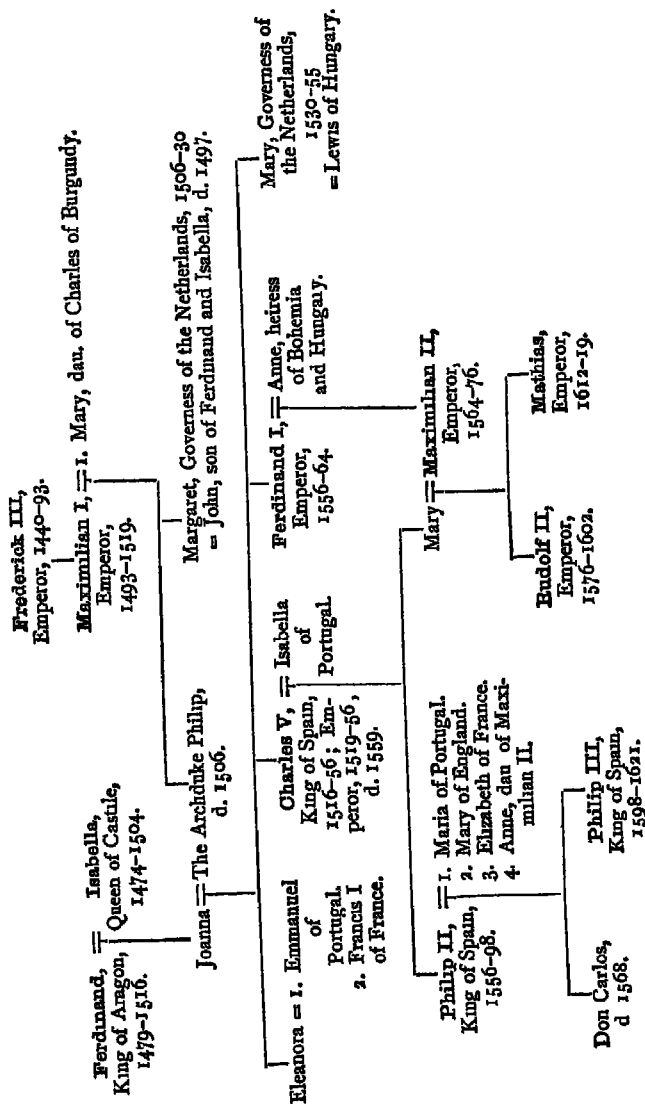 Frederick III,
Emperor, 1440-93.
Maximilian I, = 1. Mary, dau. of Charles of Burgundy.
Emperor,
1493-1519.
Ferdinand, = Isabella,
King of Aragon, Queen of Castile,
1479-1516. 1474-1504.
Joanna = The Archduke Philip,
d. 1506.
Margaret, Governess of the Netherlands, 1506-30
= John, son of Ferdinand and Isabella, d. 1497.
Eleanora = 1. Emmanuel
of
Portugal.
2. Francis I
of France.
Charles V, = Isabella
King of Spain, of
1516-56; Em- Portugal.
peror, 1519-56,
d. 1559.
Ferdinand I, = Anne, heiress
Emperor, of Bohemia
1556-64. and Hungary.
Mary, Governess of
the Netherlands,
1530-55
= Lewis of Hungary.
Philip II, = 1. Maria of Portugal.
King of Spain, 2. Mary of England.
1556-98. 3. Elizabeth of France.
4. Anne, dau of Maxi-
milian II.
Mary = Maximilian II,
Emperor,
1564-76.
Don Carlos,
d 1568.
Philip III,
King of Spain,
1598-1621.
Rudolf II,
Emperor,
1576-1602.
Mathias,
Emperor,
1612-19.